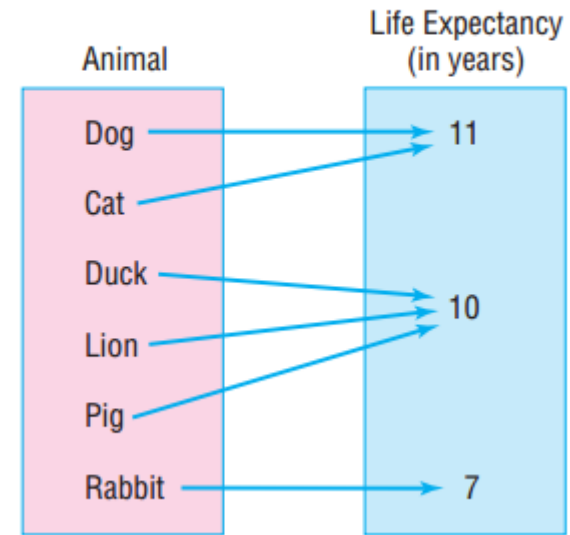 Life Expectancy
Animal (in years)
Dog 11
Cat
Duck
10
Lion
Pig
Rabbit 7